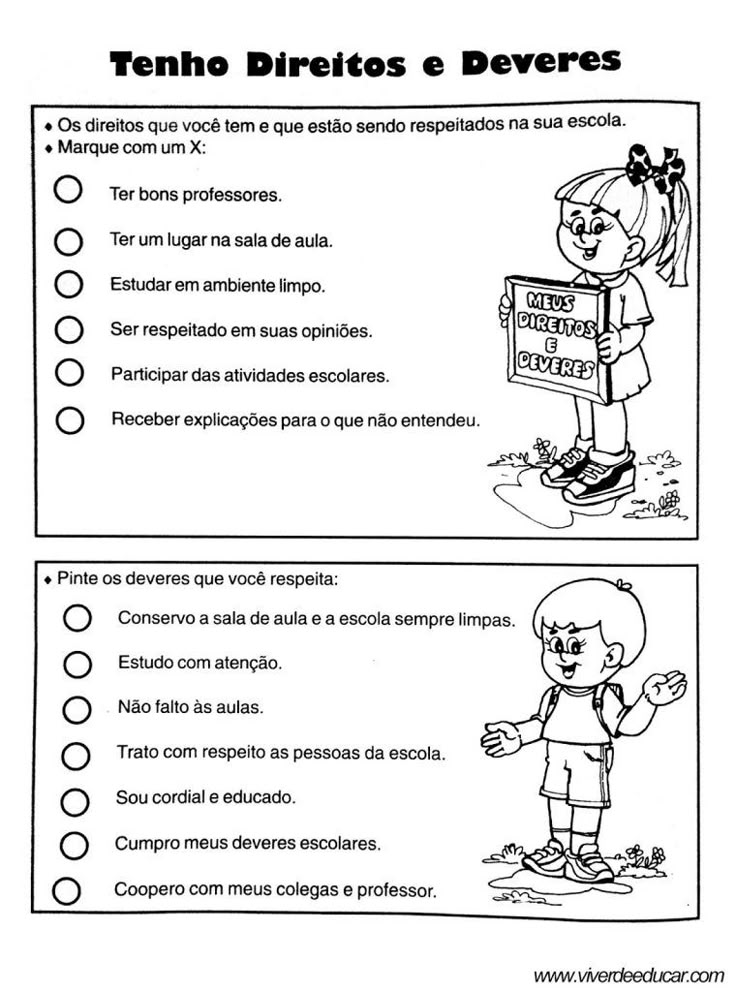 Tenho Direitos e Deveres
♦ Os direitos que você tem e que estão sendo respeitados na sua escola.
♦ Marque com um X:
Ter bons professores.
Ter um lugar na sala de aula.
Estudar em ambiente limpo.
Ser respeitado em suas opiniões.
Participar das atividades escolares.
Receber explicações para o que não entendeu.
MEUS
DIREITOS
E
DEVERES
♦ Pinte os deveres que você respeita:
Conservo a sala de aula e a escola sempre limpas.
Estudo com atenção.
Não falto às aulas.
Trato com respeito as pessoas da escola.
Sou cordial e educado.
Cumpro meus deveres escolares.
Coopero com meus colegas e professor.
www.viverdeeducar.com